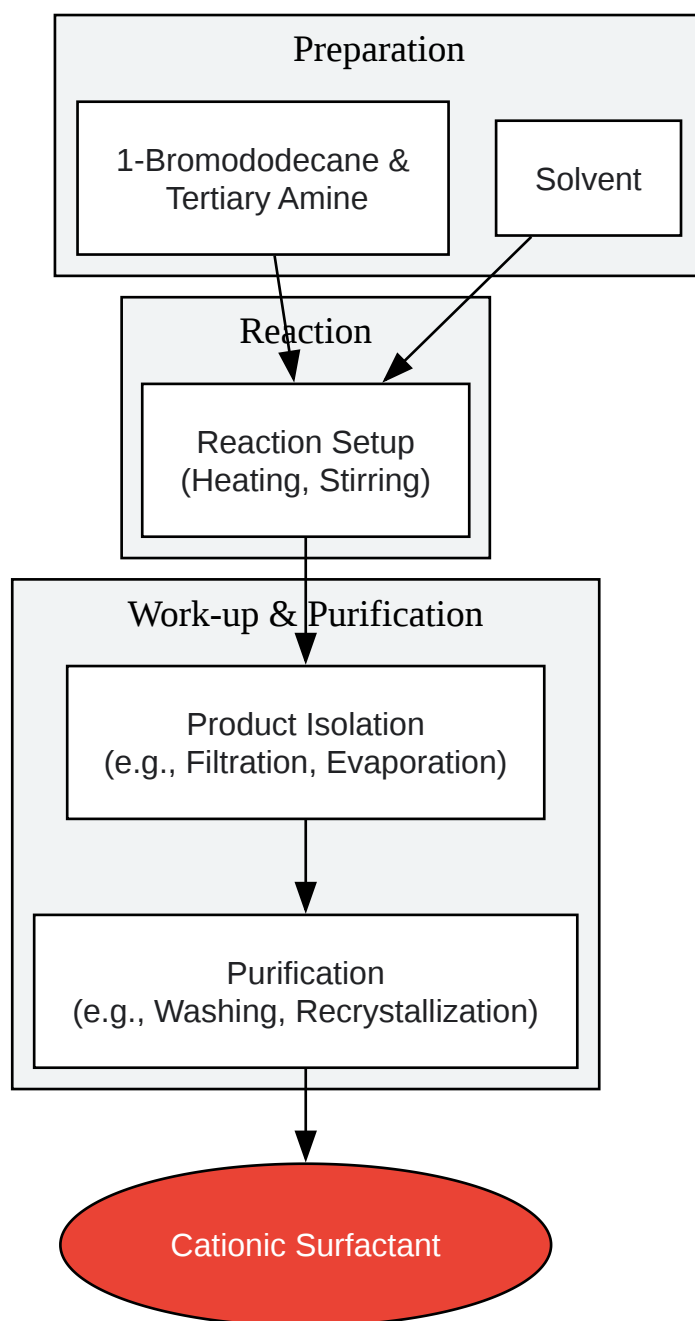 Preparation
1-Bromododecane &
Tertiary Amine
Solvent
Reaction
Reaction Setup
(Heating, Stirring)
Work-up & Purification
Product Isolation
(e.g., Filtration, Evaporation)
Purification
(e.g., Washing, Recrystallization)
Cationic Surfactant